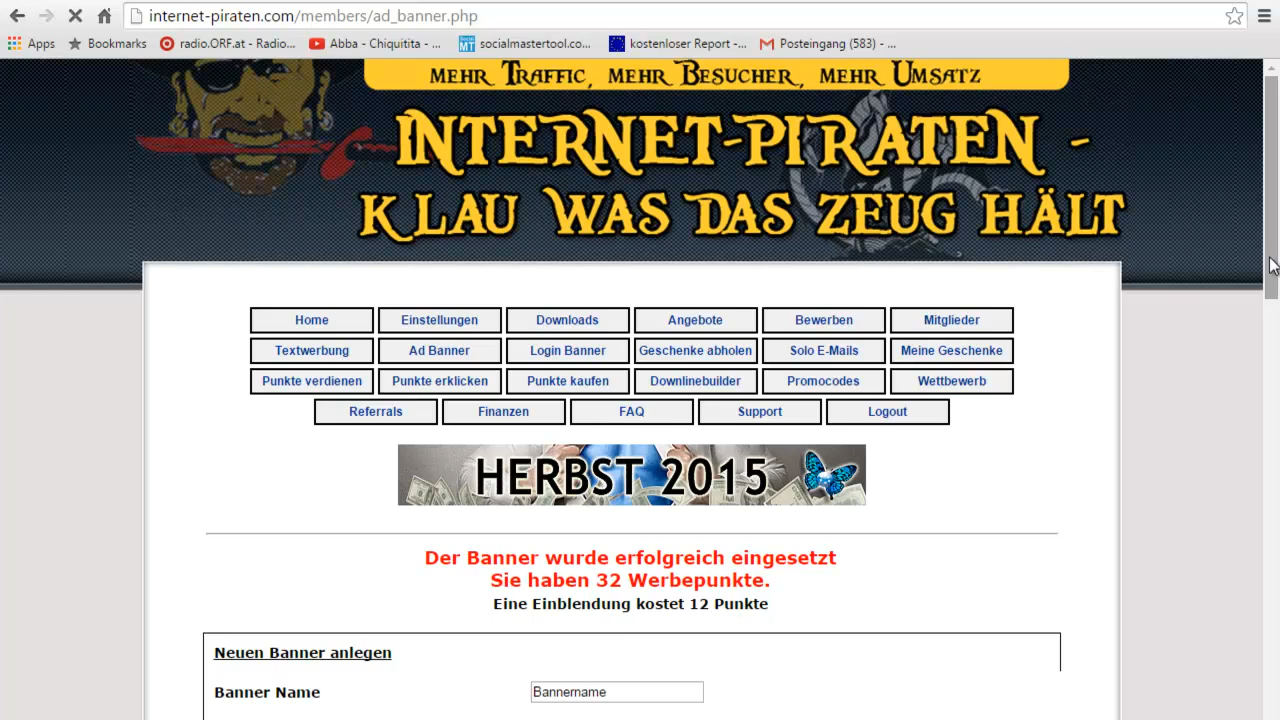 internet-piraten.com/members/ad_banner.php
Apps Bookmarks radio.ORF.at - Radio... Abba - Chiquitita - ... socialmastertool.co... kostenloser Report -... Posteingang (583) - ...
MEHR TRAFFIC, MEHR BESUCHER, MEHR UMSATZ
INTERNET-PIRATEN -
KLAU WAS DAS ZEUG HÄLT
Home Einstellungen Downloads Angebote Bewerben Mitglieder
Textwerbung Ad Banner Login Banner Geschenke abholen Solo E-Mails Meine Geschenke
Punkte verdienen Punkte erklicken Punkte kaufen Downlinebuilder Promocodes Wettbewerb
Referrals Finanzen FAQ Support Logout
HERBST 2015
Der Banner wurde erfolgreich eingesetzt
Sie haben 32 Werbepunkte.
Eine Einblendung kostet 12 Punkte
Neuen Banner anlegen
Banner Name Bannername